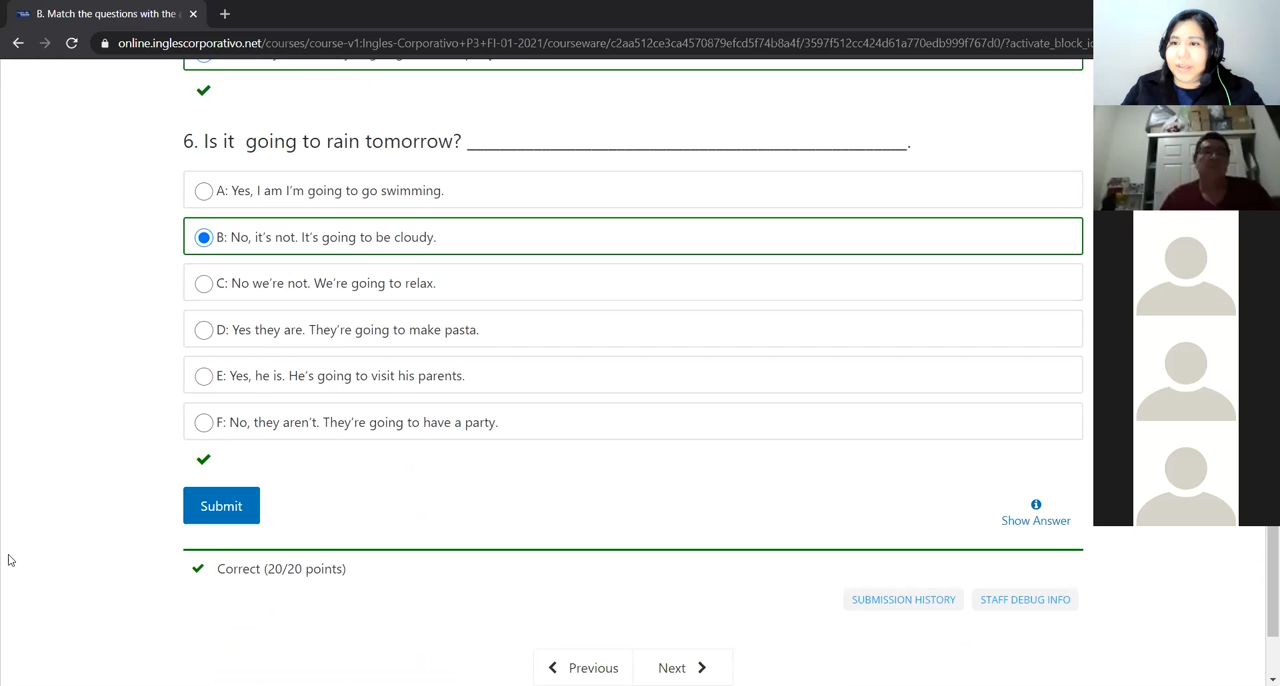 B. Match the questions with the
online.inglescorporativo.net/courses/course-v1:Ingles-Corporativo+P3+FI-01-2021/courseware/c2aa512ce3ca4570879efcd5f74b8a4f/3597f512cc424d61a770edb999f767d0/?activate_block_i
6. Is it going to rain tomorrow? ______________________________________________.
A: Yes, I am I’m going to go swimming.
B: No, it’s not. It’s going to be cloudy.
C: No we’re not. We’re going to relax.
D: Yes they are. They’re going to make pasta.
E: Yes, he is. He’s going to visit his parents.
F: No, they aren’t. They’re going to have a party.
Submit
Show Answer
Correct (20/20 points)
SUBMISSION HISTORY STAFF DEBUG INFO
Previous Next